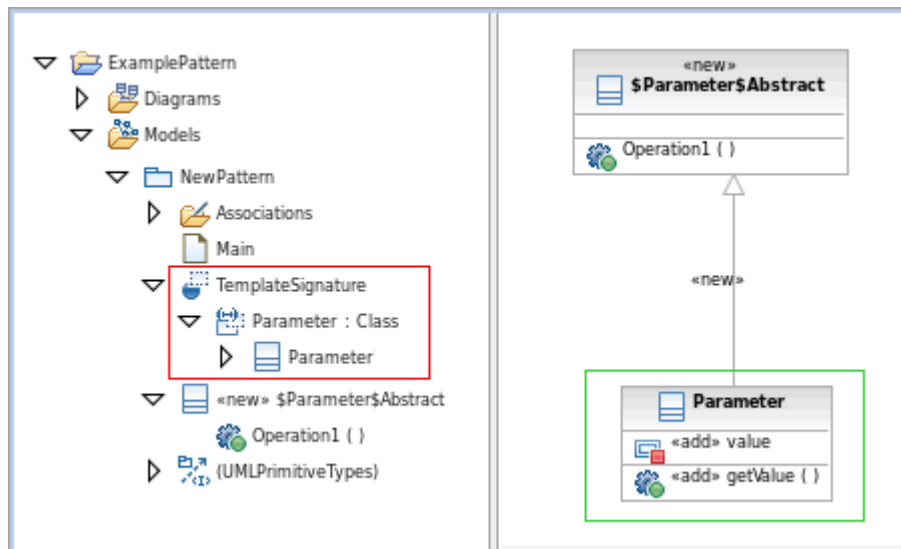 ExamplePattern
Diagrams
Models
NewPattern
Associations
Main
TemplateSignature
Parameter : Class
Parameter
«new» $Parameter$Abstract
Operation1 ( )
(UMLPrimitiveTypes)
«new»
$Parameter$Abstract
Operation1 ( )
«new»
Parameter
«add» value
«add» getValue ( )